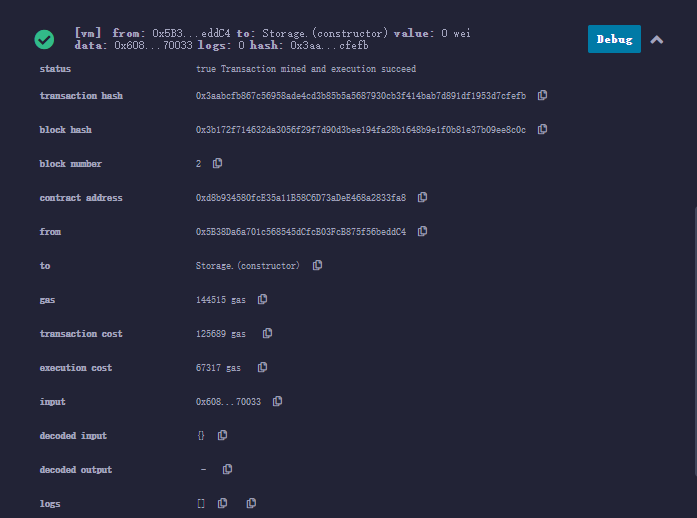 [vm] from: 0x5B3...eddC4 to: Storage.(constructor) value: 0 wei
data: 0x608...70033 logs: 0 hash: 0x3aa...cfefb
Debug
status true Transaction mined and execution succeed
transaction hash 0x3aabcfb867c56958ade4cd3b85b5a5687930cb3f414bab7d891df1953d7cfefb
block hash 0x3b172f714632da3056f29f7d90d3bee194fa28b1648b9e1f0b81e37b09ee8c0c
block number 2
contract address 0xd8b934580fcE35a11B58C6D73aDeE468a2833fa8
from 0x5B38Da6a701c568545dCfcB03FcB875f56beddC4
to Storage.(constructor)
gas 144515 gas
transaction cost 125689 gas
execution cost 67317 gas
input 0x608...70033
decoded input {}
decoded output -
logs []